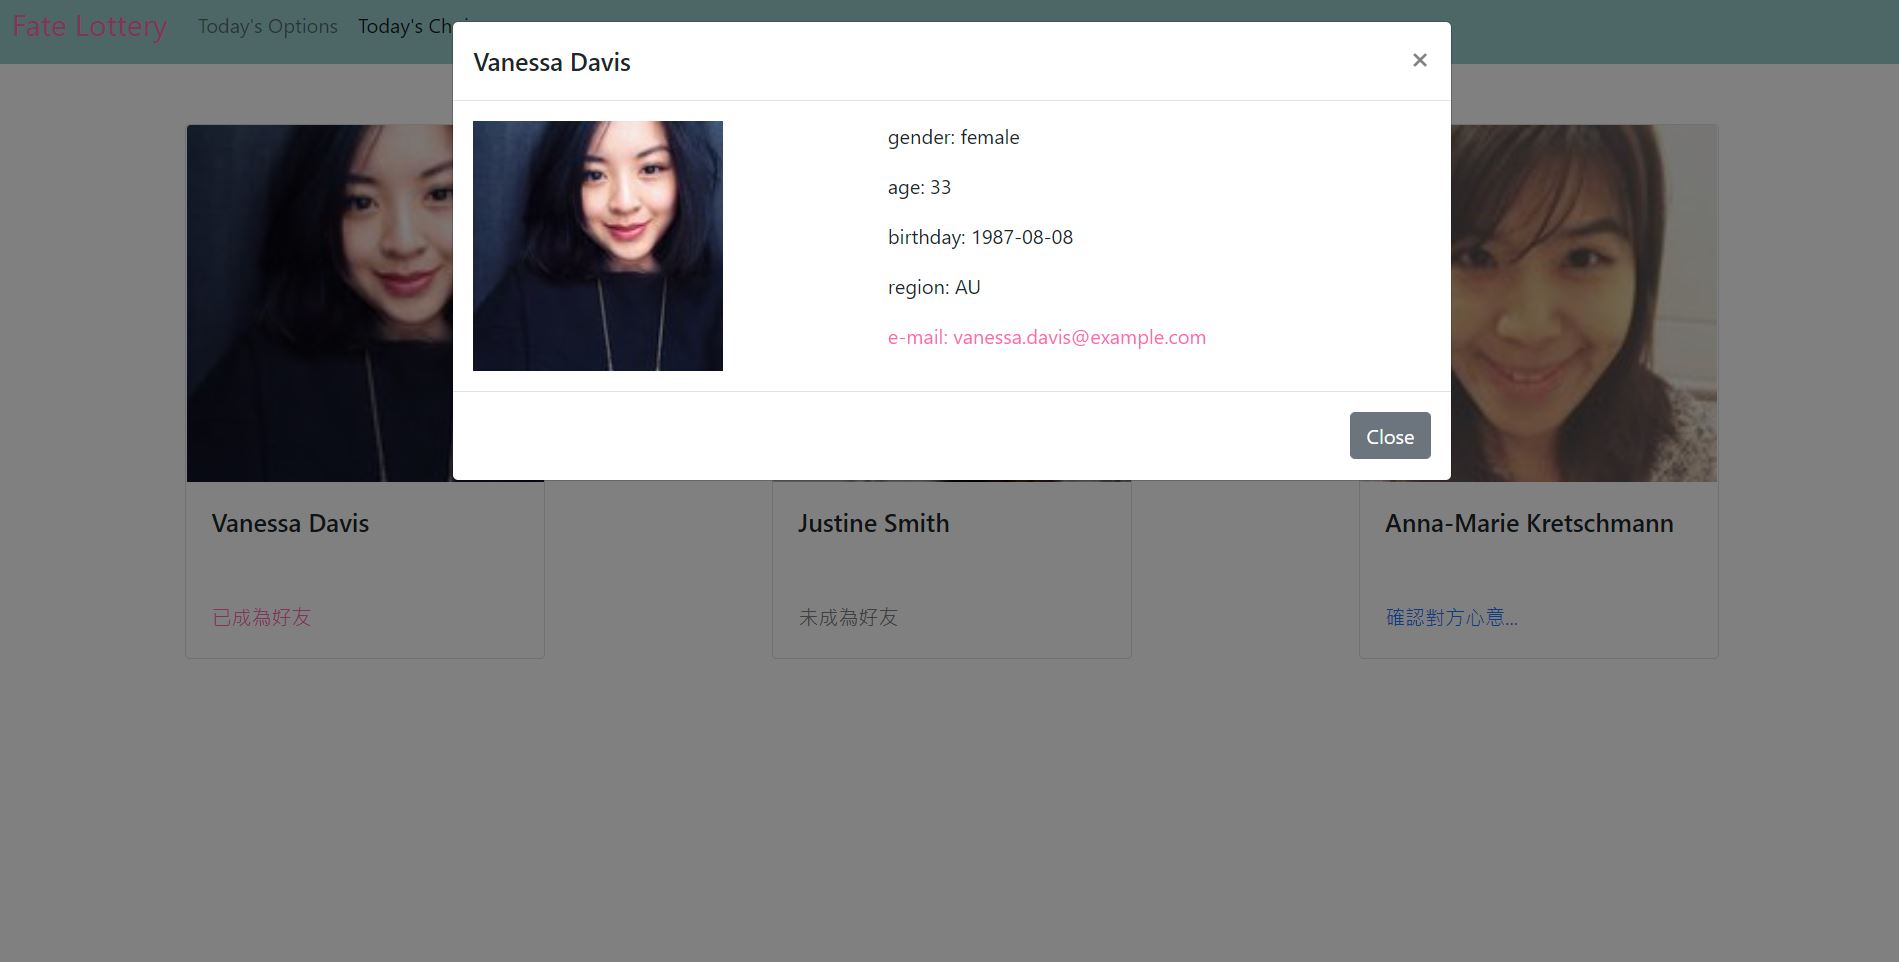 Fate Lottery
Today's Options
Today's
Vanessa Davis
×
gender: female
age: 33
birthday: 1987-08-08
region: AU
e-mail: vanessa.davis@example.com
Close
Vanessa Davis
已成為好友
Justine Smith
未成為好友
Anna-Marie Kretschmann
確認對方心意...